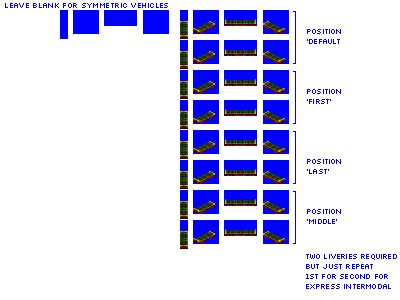 LEAVE BLANK FOR SYMMETRIC VEHICLES
POSITION
'DEFAULT
POSITION
'FIRST'
POSITION
'LAST'
POSITION
'MIDDLE'
TWO LIVERIES REQUIRED
BUT JUST REPEAT
1ST FOR SECOND FOR
EXPRESS INTERMODAL